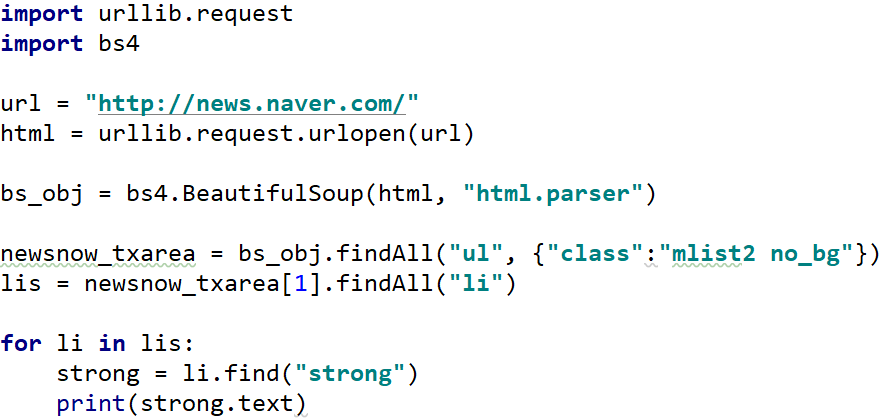 import urllib.request
import bs4
url = "http://news.naver.com/"
html = urllib.request.urlopen(url)
bs_obj = bs4.BeautifulSoup(html, "html.parser")
newsnow_txarea = bs_obj.findAll("ul", {"class":"mlist2 no_bg"})
lis = newsnow_txarea[1].findAll("li")
for li in lis:
    strong = li.find("strong")
    print(strong.text)